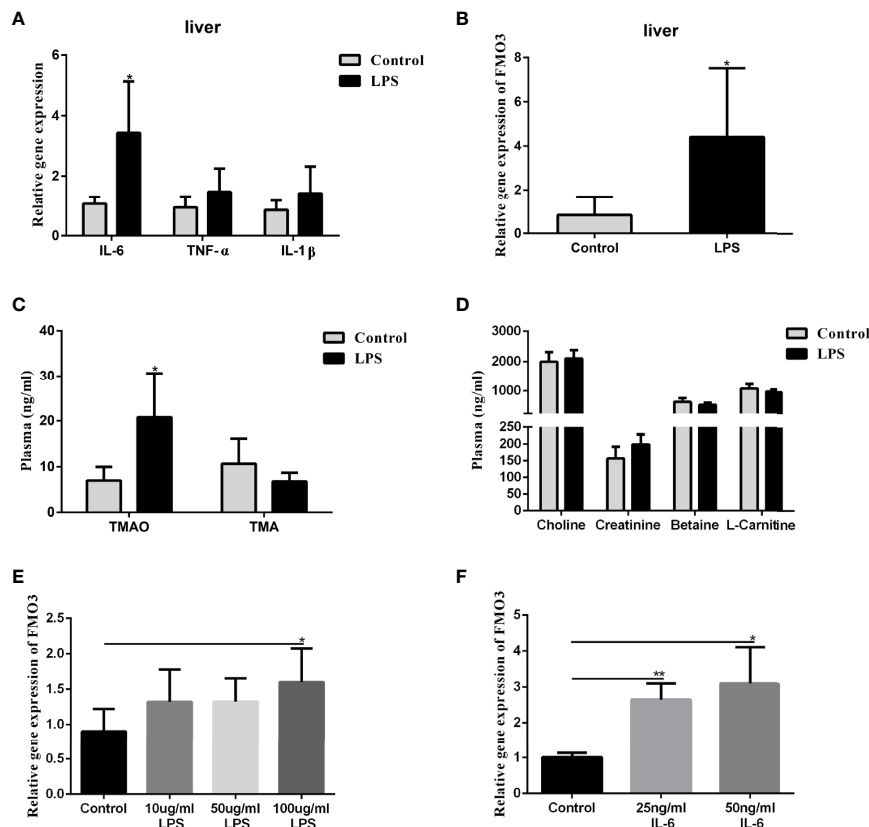 A
liver
Relative gene expression
6
4
2
0
*
IL-6
TNF- α
IL-1 β
Control
LPS
B
liver
Relative gene expression of FMO3
8
6
4
2
0
*
Control
LPS
C
Plasma (ng/ml)
40
30
20
10
0
*
TMAO
TMA
Control
LPS
D
Plasma (ng/ml)
3000
2000
1000
250
200
150
100
50
0
Choline
Creatinine
Betaine
L-Carnitine
Control
LPS
E
Relative gene expression of FMO3
2.5
2.0
1.5
1.0
0.5
0.0
*
Control
10ug/ml LPS
50ug/ml LPS
100ug/ml LPS
F
Relative gene expression of FMO3
5
4
3
2
1
0
**
*
Control
25ng/ml IL-6
50ng/ml IL-6